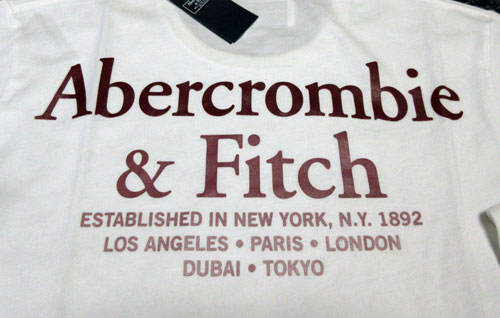 Abercrombie
& Fitch
ESTABLISHED IN NEW YORK, N.Y. 1892
LOS ANGELES • PARIS • LONDON
DUBAI • TOKYO